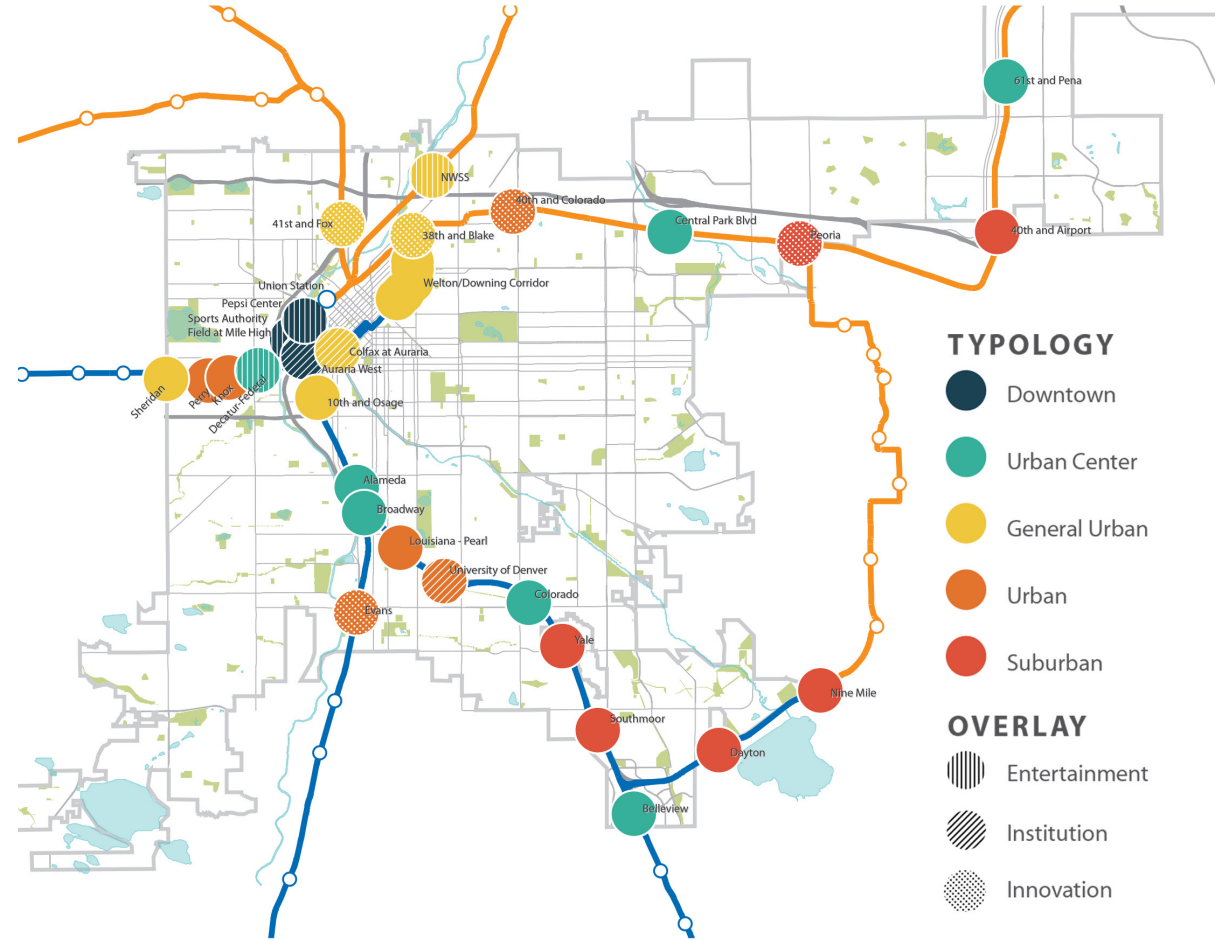 61st and Pena
NWSS
40th and Colorado
Central Park Blvd
41st and Fox
38th and Blake
Peoria
40th and Airport
Union Station
Welton/Downing Corridor
Pepsi Center
Sports Authority
Field at Mile High
Colfax at Auraria
Auraria West
Sheridan
Perry
Knox
Decatur-Federal
10th and Osage
Alameda
Broadway
Louisiana - Pearl
University of Denver
Colorado
Evans
Yale
Nine Mile
Southmoor
Dayton
Belleview
TYPOLOGY
Downtown
Urban Center
General Urban
Urban
Suburban
OVERLAY
Entertainment
Institution
Innovation